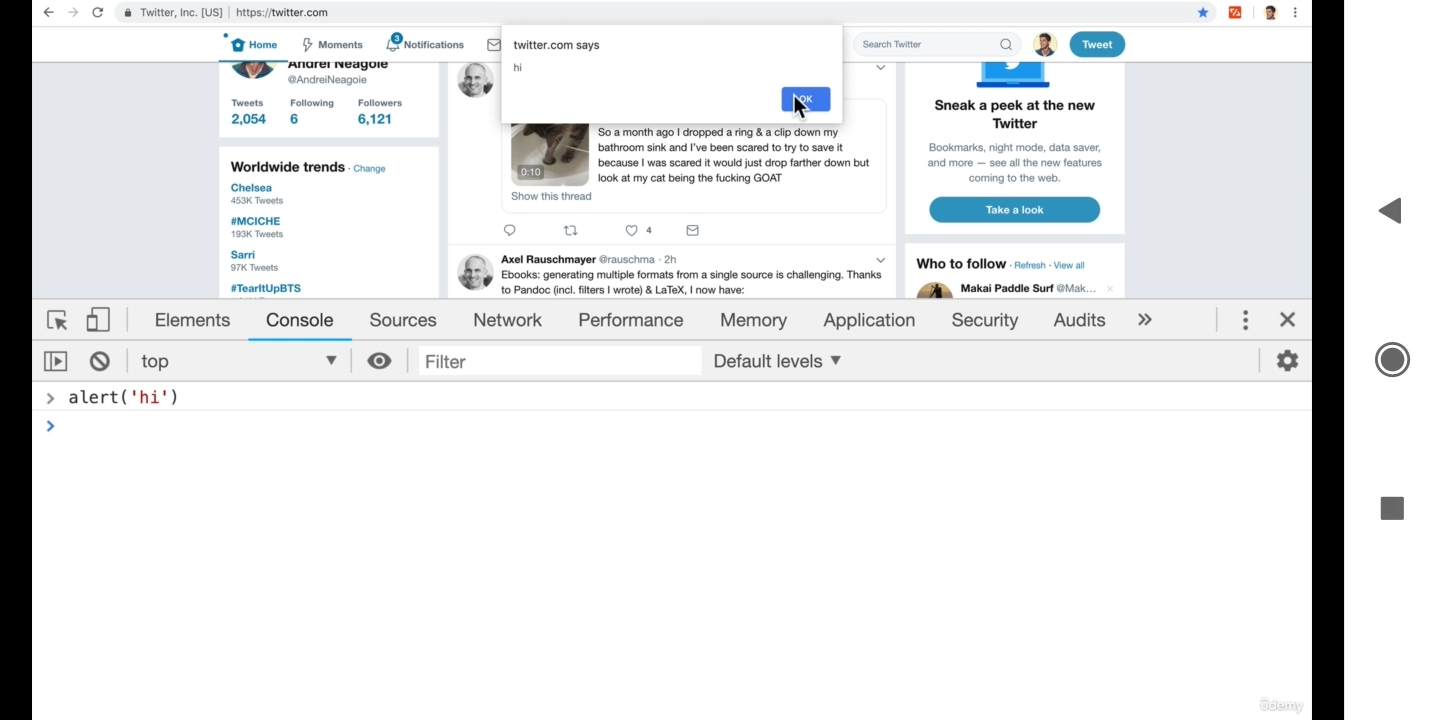 Twitter, Inc. [US] | https://twitter.com
Home
Moments
3
Notifications
Search Twitter
Tweet
twitter.com says
hi
OK
Andrei Neagoie
@AndreiNeagoie
Tweets Following Followers
2,054 6 6,121
Worldwide trends · Change
Chelsea
453K Tweets
#MCICHE
193K Tweets
Sarri
97K Tweets
#TearItUpBTS
0:10
So a month ago I dropped a ring & a clip down my
bathroom sink and I've been scared to try to save it
because I was scared it would just drop farther down but
look at my cat being the fucking GOAT
Show this thread
4
Axel Rauschmayer @rauschma · 2h
Ebooks: generating multiple formats from a single source is challenging. Thanks
to Pandoc (incl. filters I wrote) & LaTeX, I now have:
Sneak a peek at the new
Twitter
Bookmarks, night mode, data saver,
and more — see all the new features
coming to the web.
Take a look
Who to follow · Refresh · View all
Makai Paddle Surf @Mak...
Elements Console Sources Network Performance Memory Application Security Audits
top
Filter
Default levels
alert('hi')
ûdemy